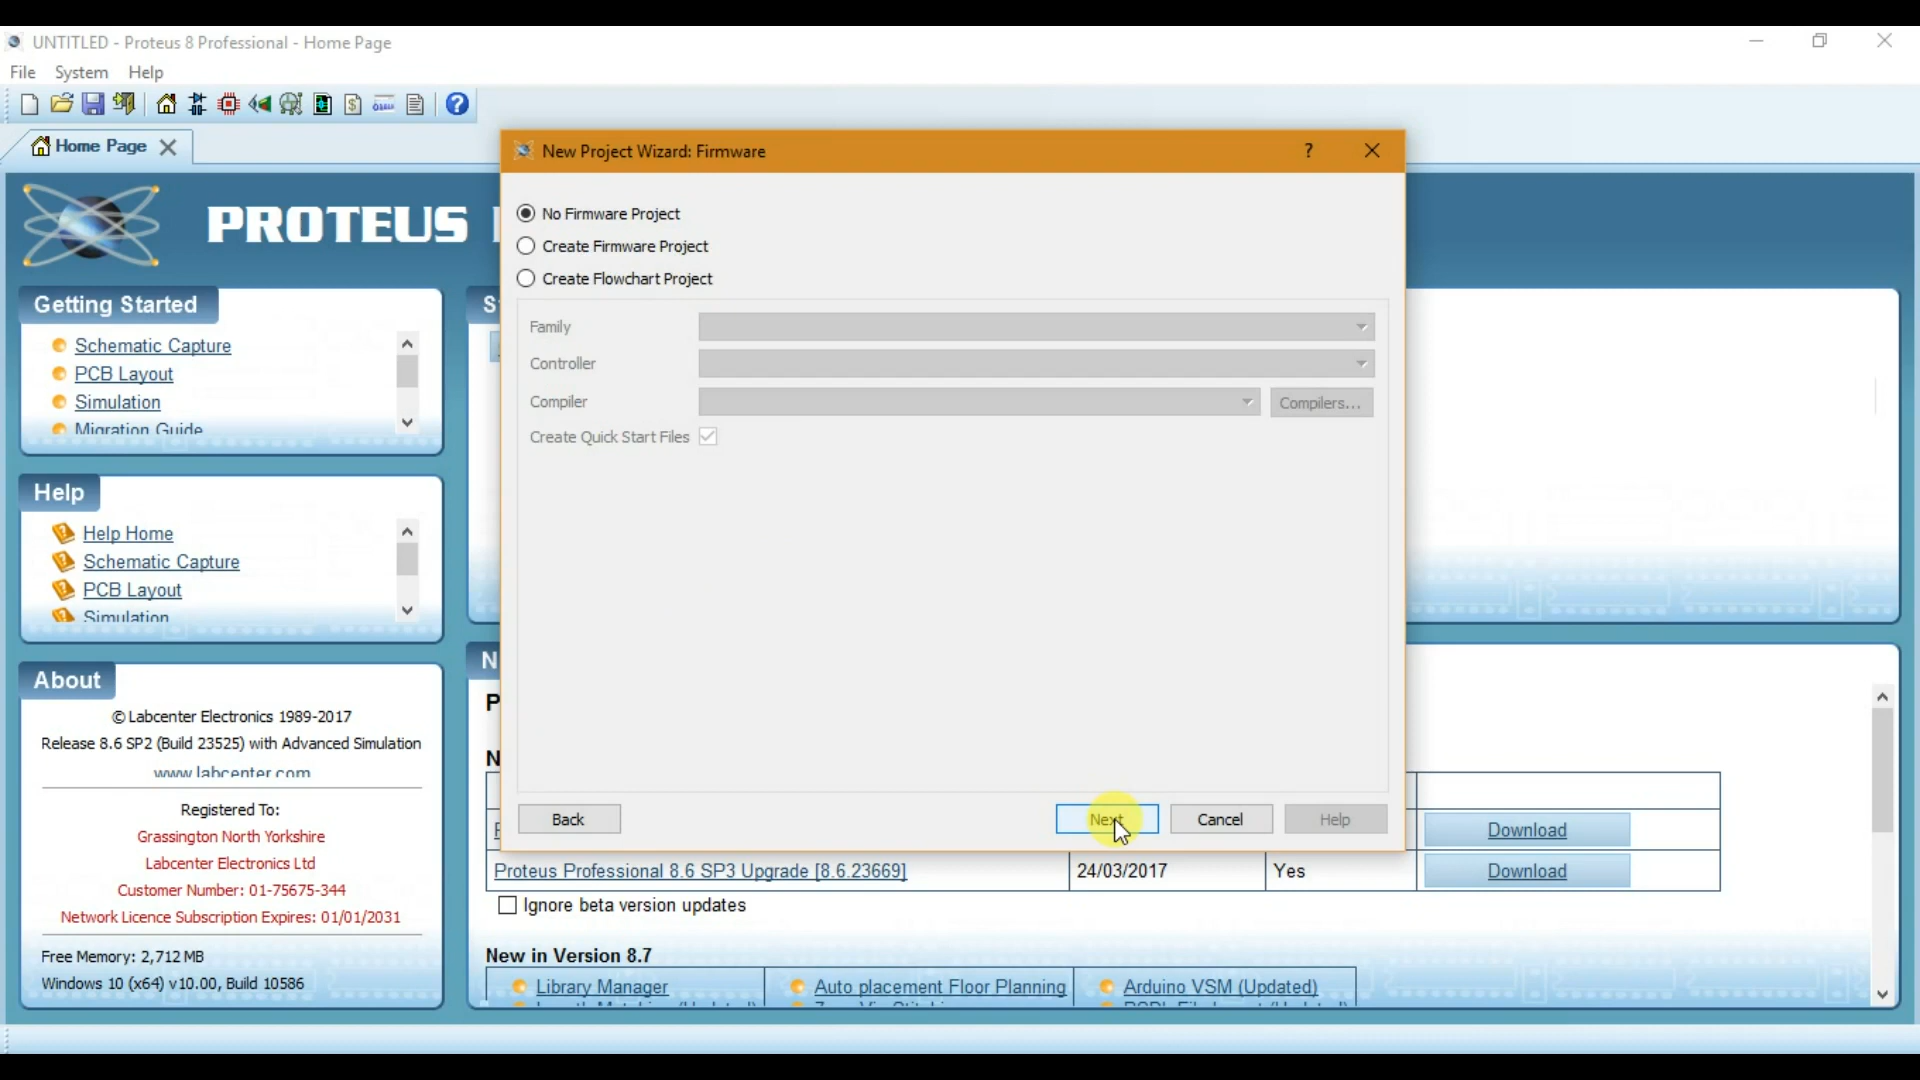 UNTITLED - Proteus 8 Professional - Home Page
File System Help
Home Page
New Project Wizard: Firmware
?
PROTEUS
No Firmware Project
Create Firmware Project
Create Flowchart Project
Family
Controller
Compiler
Compilers...
Create Quick Start Files
Back
Next
Cancel
Help
Getting Started
Schematic Capture
PCB Layout
Simulation
Migration Guide
Help
Help Home
Schematic Capture
PCB Layout
Simulation
About
© Labcenter Electronics 1989-2017
Release 8.6 SP2 (Build 23525) with Advanced Simulation
www.labcenter.com
Registered To:
Grassington North Yorkshire
Labcenter Electronics Ltd
Customer Number: 01-75675-344
Network Licence Subscription Expires: 01/01/2031
Free Memory: 2,712 MB
Windows 10 (x64) v10.00, Build 10586
Download
Proteus Professional 8.6 SP3 Upgrade [8.6.23669] 24/03/2017 Yes Download
Ignore beta version updates
New in Version 8.7
Library Manager Auto placement Floor Planning Arduino VSM (Updated)